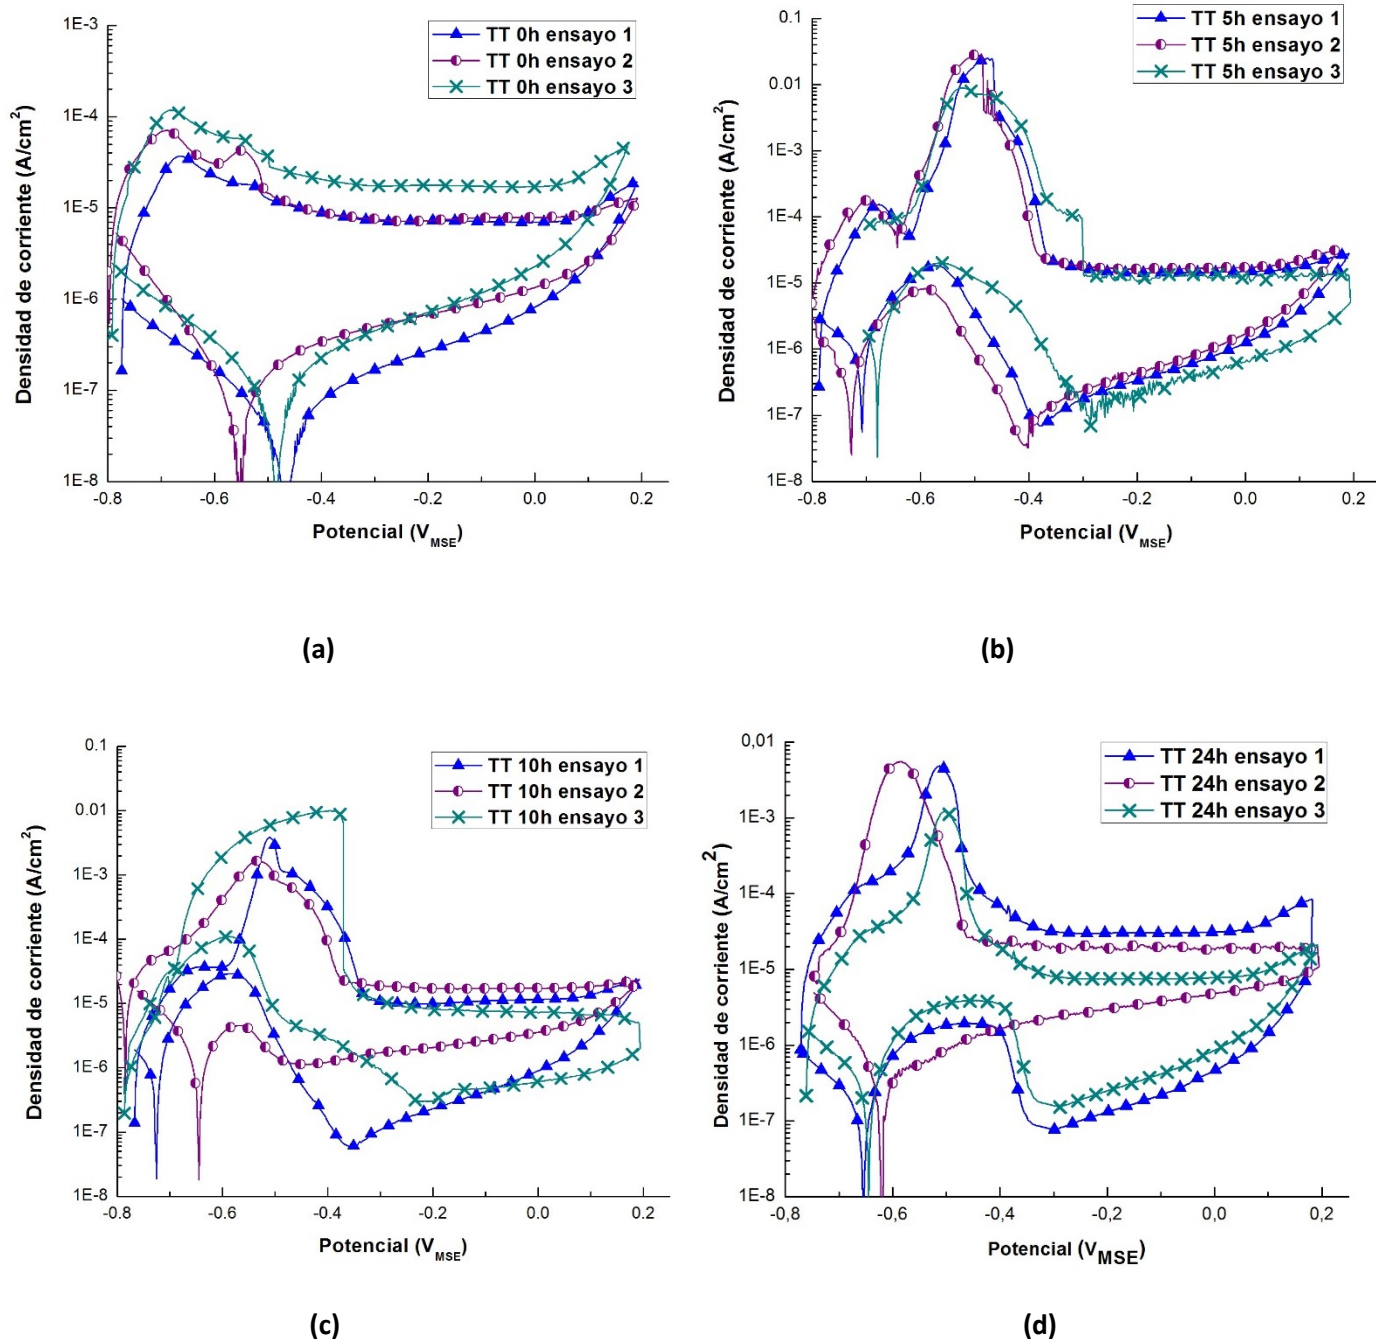 TT 0h ensayo 1
TT 0h ensayo 2
TT 0h ensayo 3
1E-3
1E-4
1E-5
1E-6
1E-7
1E-8
Densidad de corriente (A/cm²)
-0.8 -0.6 -0.4 -0.2 0.0 0.2
Potencial (V_MSE)
(a)
TT 5h ensayo 1
TT 5h ensayo 2
TT 5h ensayo 3
0.1
0.01
1E-3
1E-4
1E-5
1E-6
1E-7
1E-8
Densidad de corriente (A/cm²)
-0.8 -0.6 -0.4 -0.2 0.0 0.2
Potencial (V_MSE)
(b)
TT 10h ensayo 1
TT 10h ensayo 2
TT 10h ensayo 3
0.1
0.01
1E-3
1E-4
1E-5
1E-6
1E-7
1E-8
Densidad de corriente (A/cm²)
-0.8 -0.6 -0.4 -0.2 0.0 0.2
Potencial (V_MSE)
(c)
TT 24h ensayo 1
TT 24h ensayo 2
TT 24h ensayo 3
0,01
1E-3
1E-4
1E-5
1E-6
1E-7
1E-8
Densidad de corriente (A/cm²)
-0,8 -0,6 -0,4 -0,2 0,0 0,2
Potencial (V_MSE)
(d)